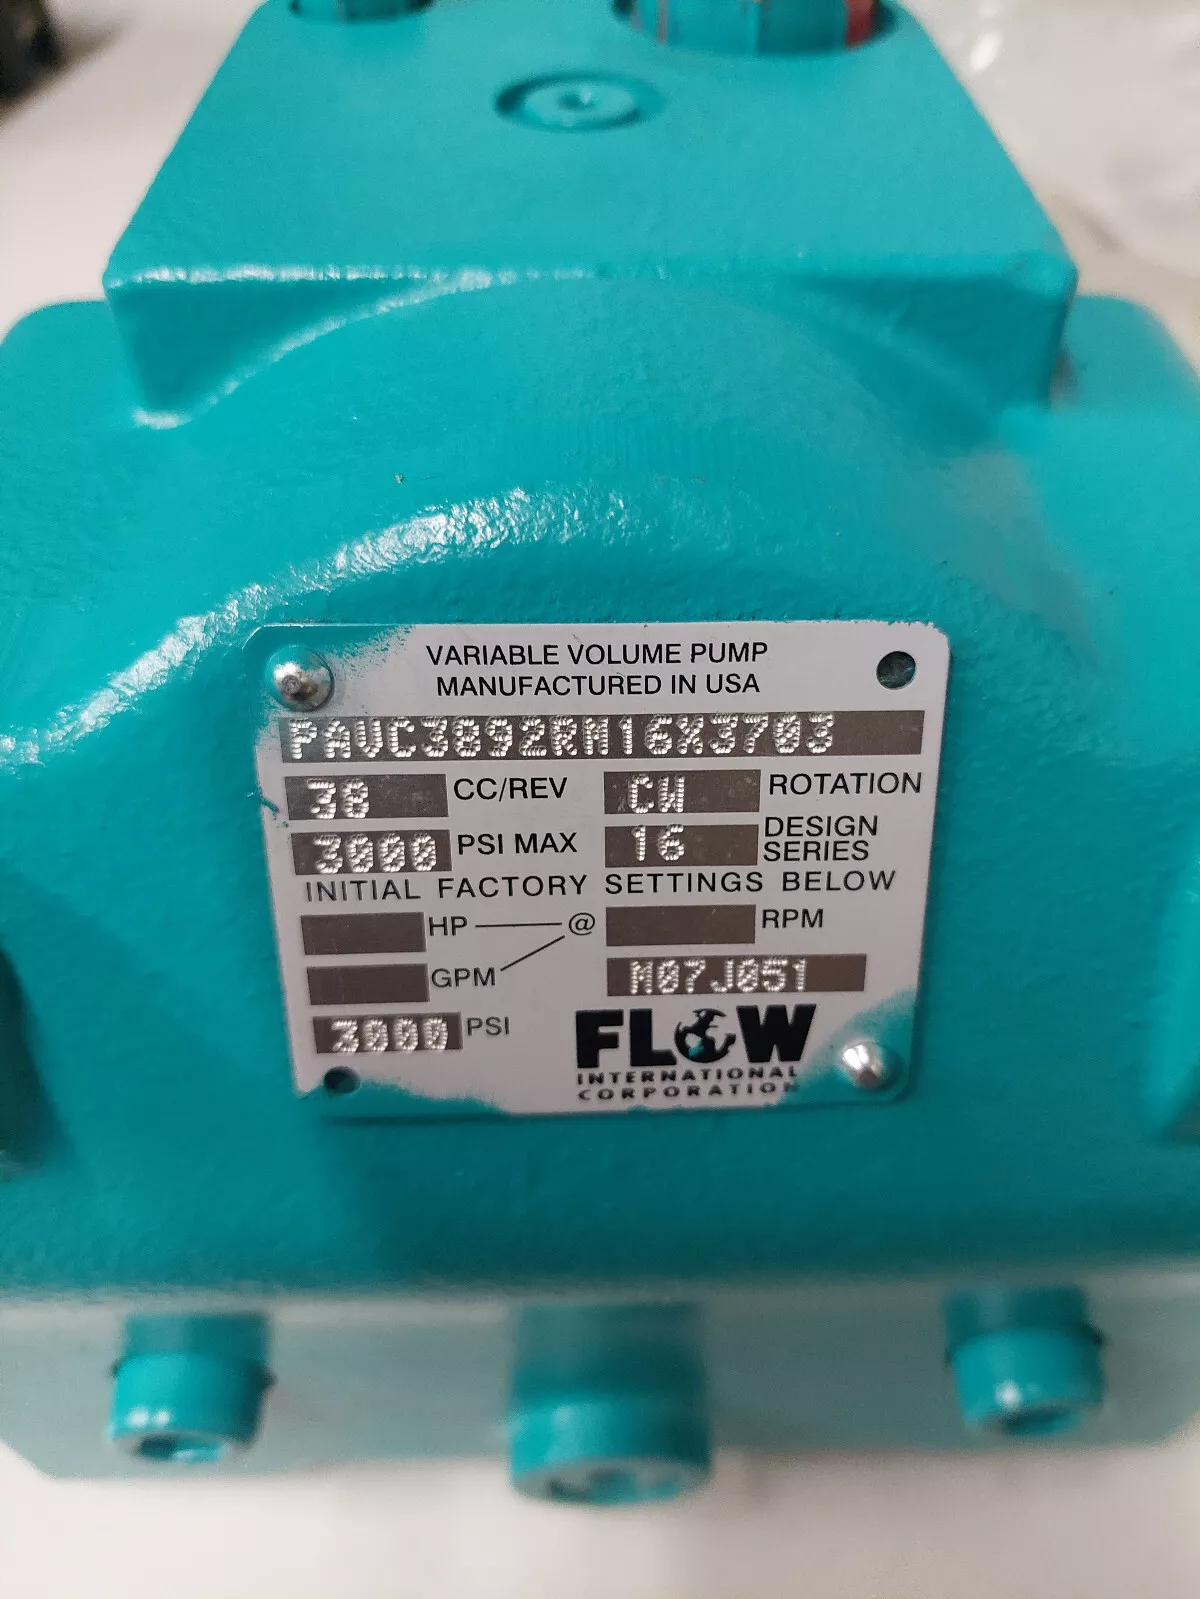 VARIABLE VOLUME PUMP
MANUFACTURED IN USA
PAVC3892RM16X3703
38 CC/REV CW ROTATION
3000 PSI MAX 16 DESIGN SERIES
INITIAL FACTORY SETTINGS BELOW
HP @ RPM
GPM M07J051
3000 PSI
FLOW
INTERNATIONAL
CORPORATION